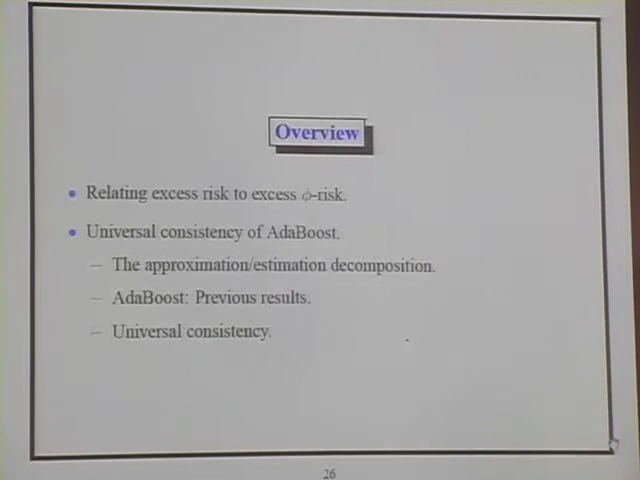 Overview
• Relating excess risk to excess ϕ-risk.
• Universal consistency of AdaBoost.
– The approximation/estimation decomposition.
– AdaBoost: Previous results.
– Universal consistency.
26